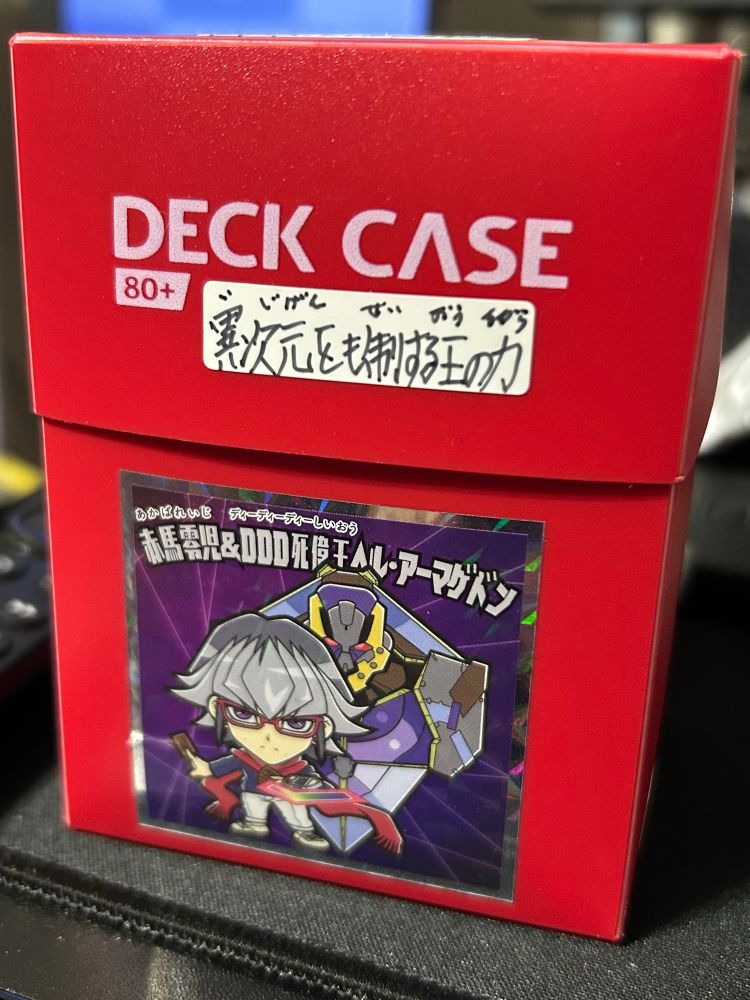 DECK CASE
80+
い じげん せい おう ちから
異次元をも制する王の力
あかばれいじ ディーディーディーしいおう
赤馬零児&DDD死偉王ヘル・アーマゲドン